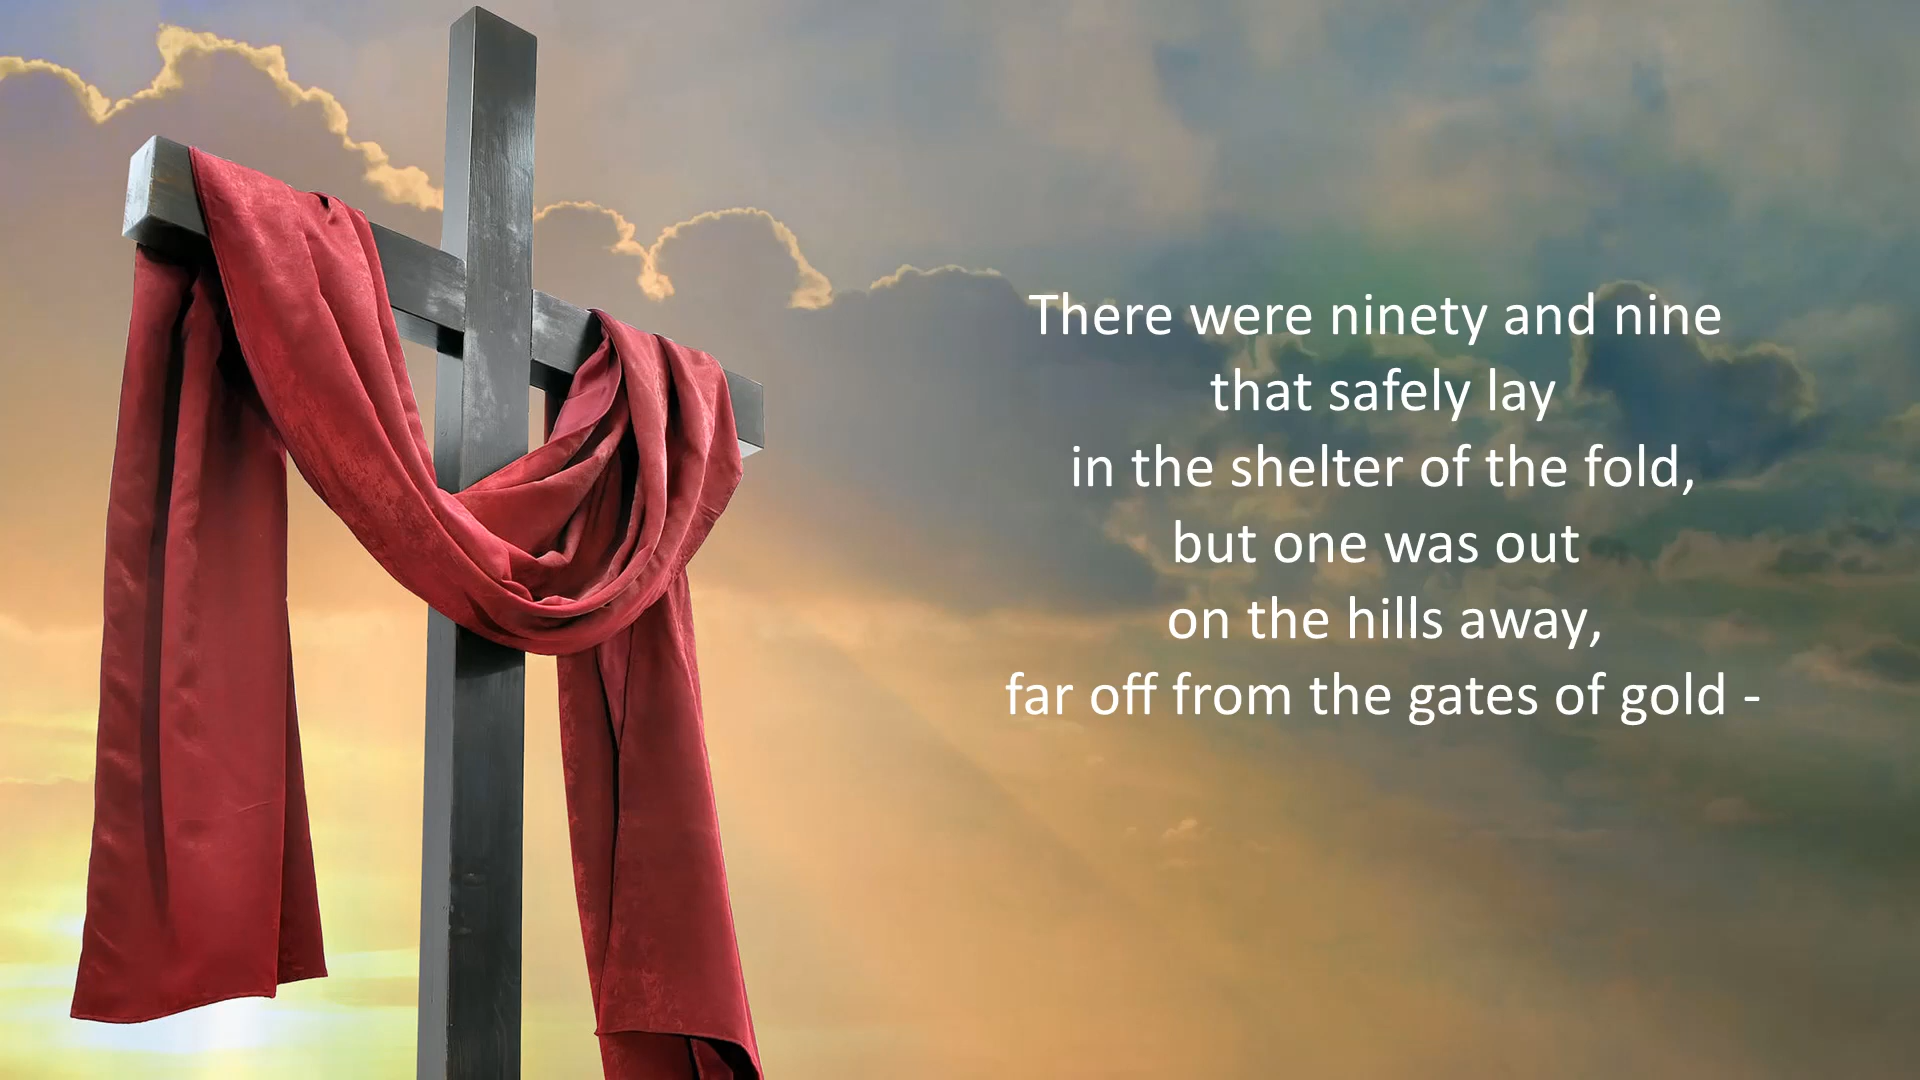 There were ninety and nine
that safely lay
in the shelter of the fold,
but one was out
on the hills away,
far off from the gates of gold -